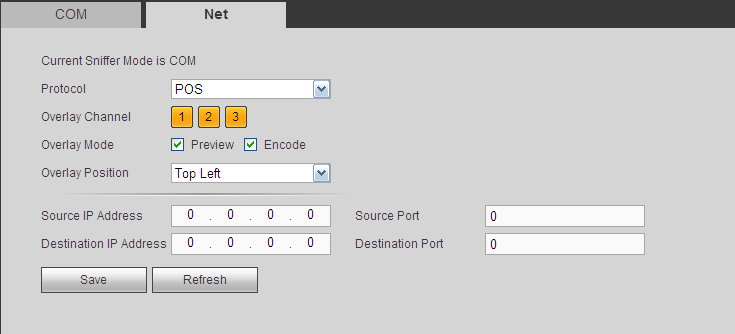 COM Net
Current Sniffer Mode is COM
Protocol POS
Overlay Channel 1 2 3
Overlay Mode Preview Encode
Overlay Position Top Left
Source IP Address 0 . 0 . 0 . 0 Source Port 0
Destination IP Address 0 . 0 . 0 . 0 Destination Port 0
Save Refresh